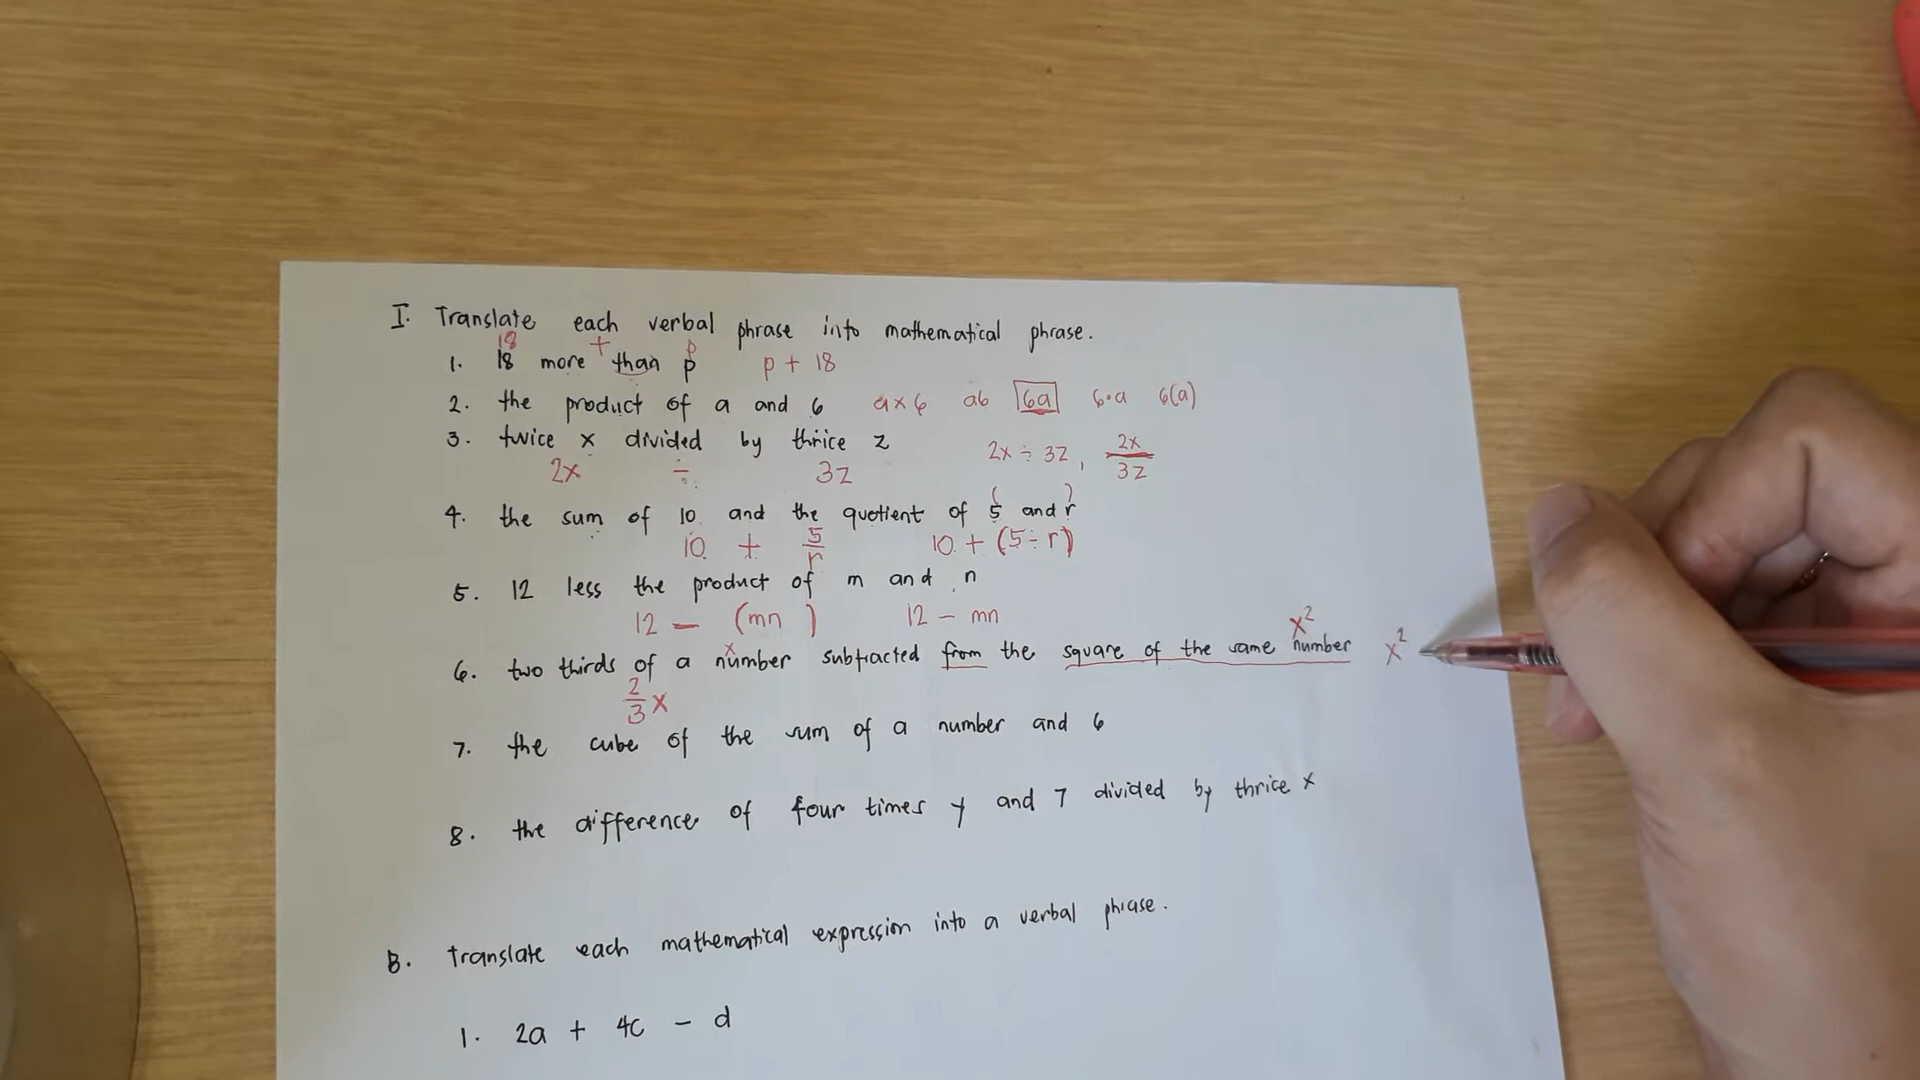 I. Translate each verbal phrase into mathematical phrase.
18 + p
1. 18 more than p p + 18
2. the product of a and 6 a x 6 a6 6a 6·a 6(a)
3. twice x divided by thrice z 2x ÷ 3z , 2x/3z
2x ÷ 3z
4. the sum of 10 and the quotient of ( 5 and r )
10 + 5/r 10 + (5 ÷ r)
5. 12 less the product of m and n
12 - (mn) 12 - mn
x x²
6. two thirds of a number subtracted from the square of the same number x²
2/3 x
7. the cube of the sum of a number and 6
8. the difference of four times y and 7 divided by thrice x
B. Translate each mathematical expression into a verbal phrase.
1. 2a + 4c - d